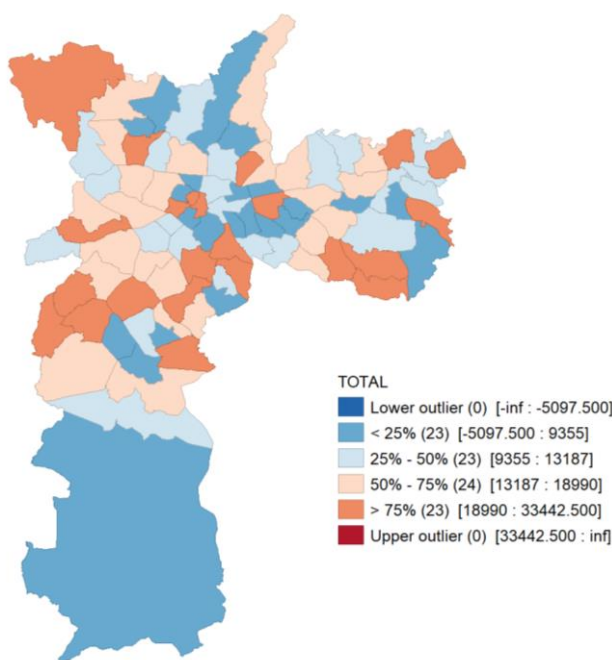 TOTAL
Lower outlier (0) [-inf : -5097.500]
< 25% (23) [-5097.500 : 9355]
25% - 50% (23) [9355 : 13187]
50% - 75% (24) [13187 : 18990]
> 75% (23) [18990 : 33442.500]
Upper outlier (0) [33442.500 : inf]